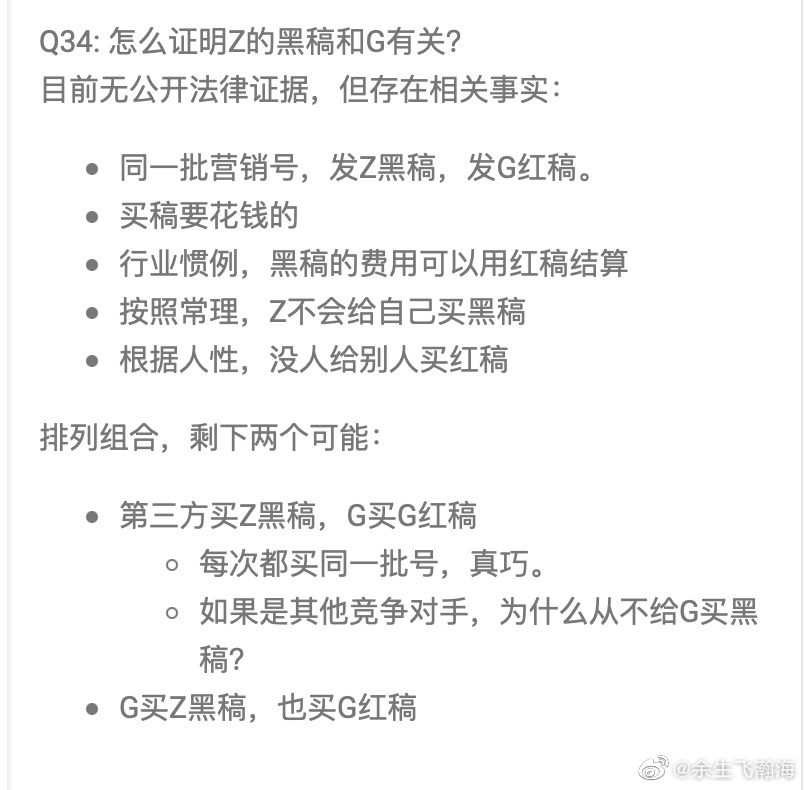 Q34: 怎么证明Z的黑稿和G有关?
目前无公开法律证据，但存在相关事实：
● 同一批营销号，发Z黑稿，发G红稿。
● 买稿要花钱的
● 行业惯例，黑稿的费用可以用红稿结算
● 按照常理，Z不会给自己买黑稿
● 根据人性，没人给别人买红稿
排列组合，剩下两个可能：
● 第三方买Z黑稿，G买G红稿
○ 每次都买同一批号，真巧。
○ 如果是其他竞争对手，为什么从不给G买黑
稿?
● G买Z黑稿，也买G红稿
@余生飞瀚海